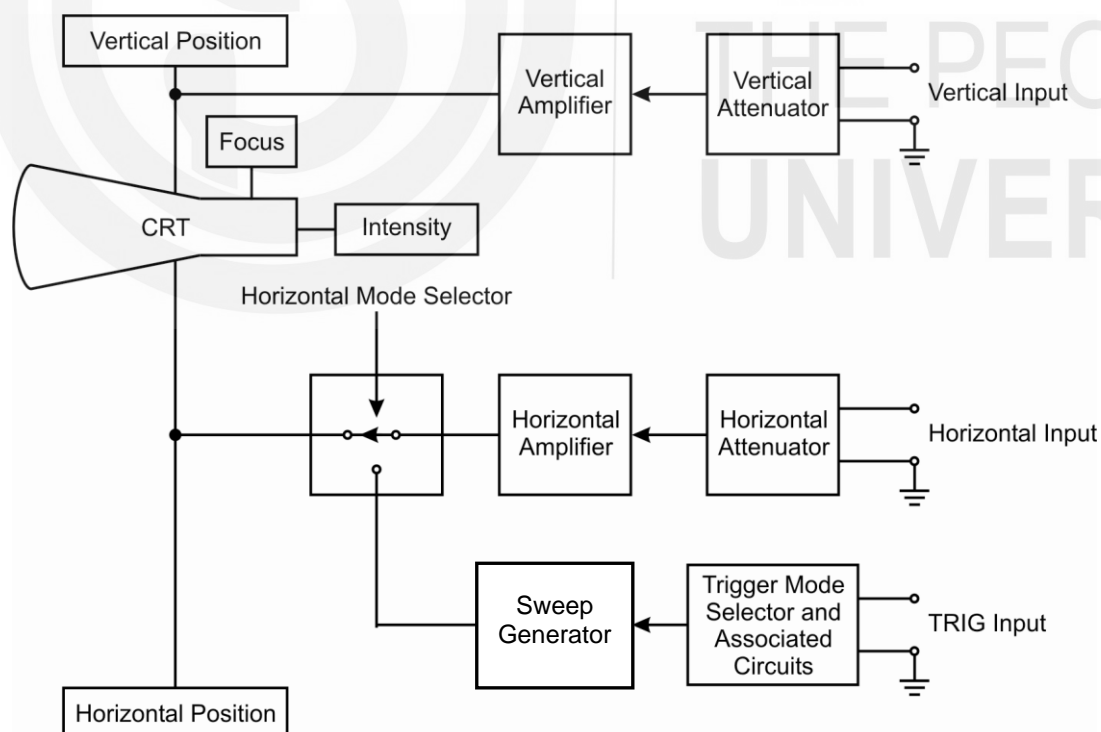 THE PEO
UNIVER
Vertical Position
Vertical
Amplifier
Vertical
Attenuator
Vertical Input
Focus
CRT
Intensity
Horizontal Mode Selector
Horizontal
Amplifier
Horizontal
Attenuator
Horizontal Input
Sweep
Generator
Trigger Mode
Selector and
Associated
Circuits
TRIG Input
Horizontal Position